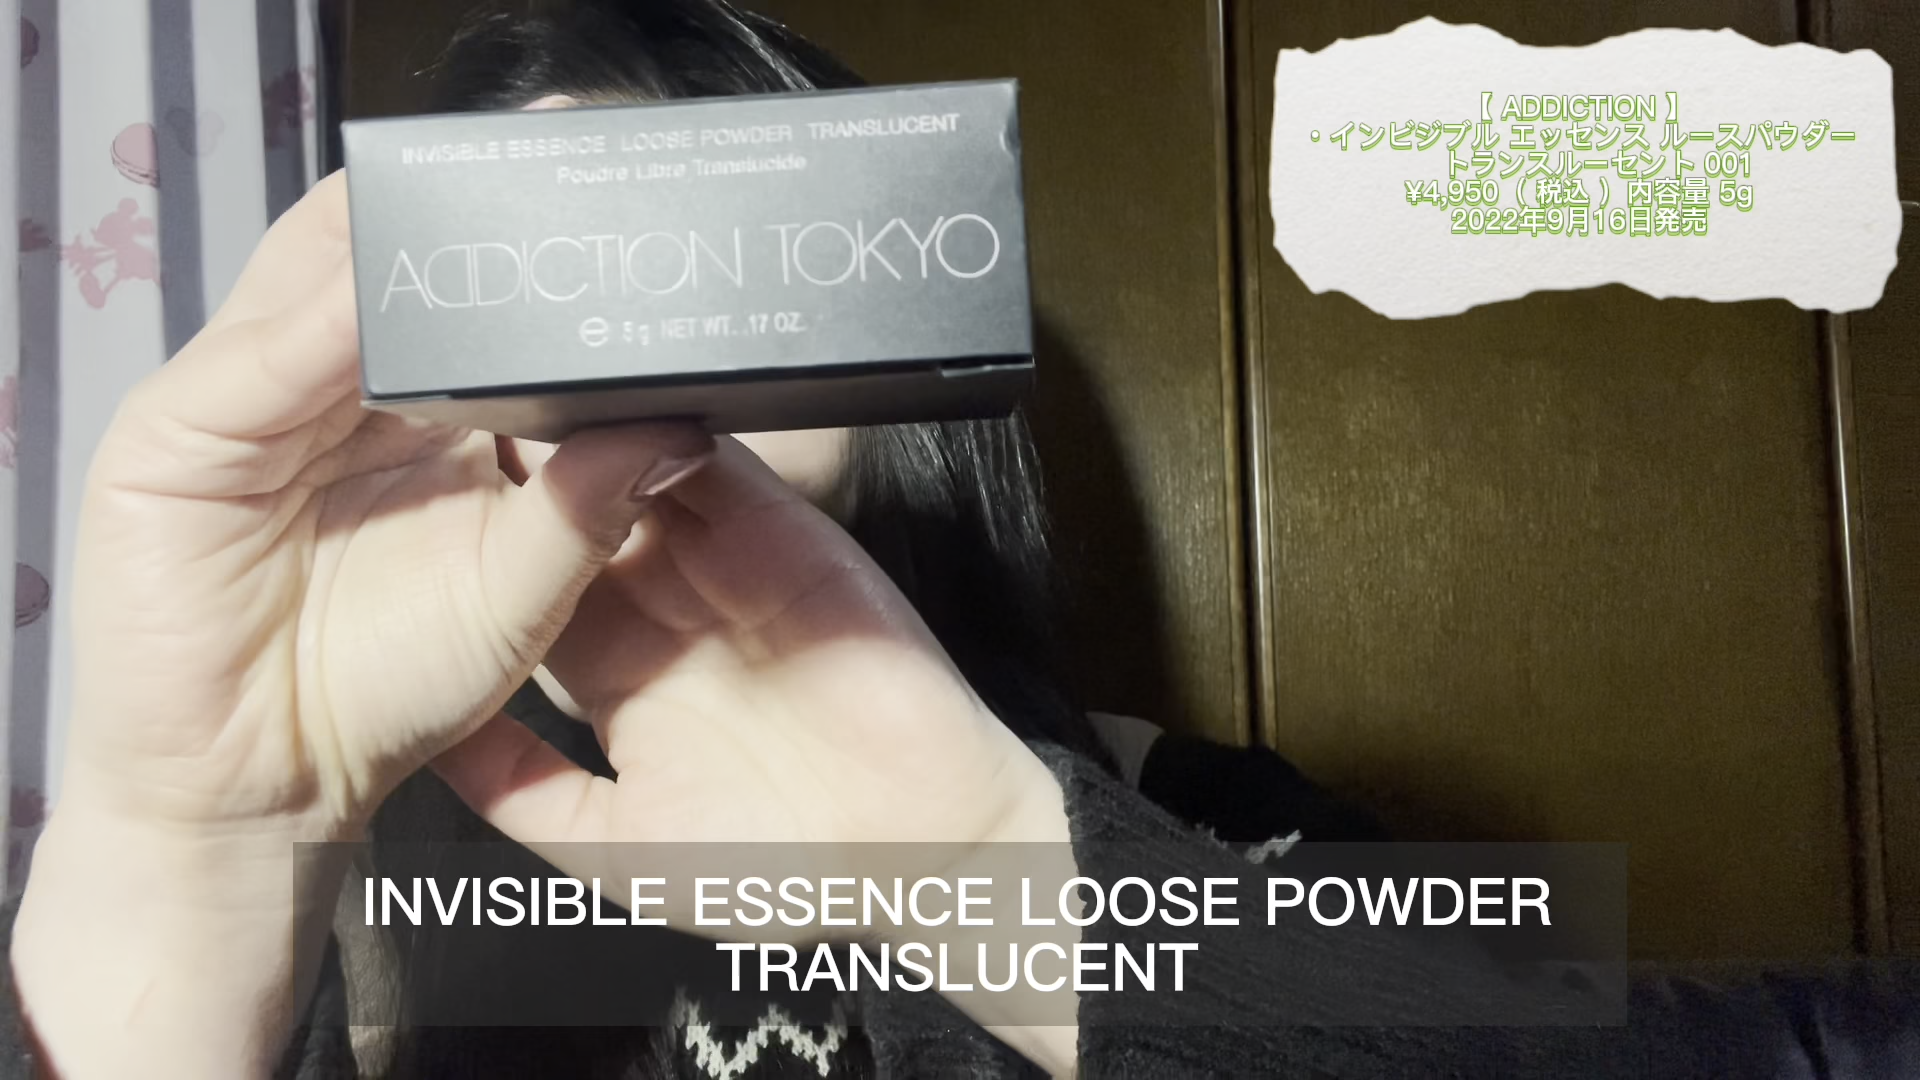 INVISIBLE ESSENCE LOOSE POWDER TRANSLUCENT
Poudre Libre Translucide
ADDICTION TOKYO
℮ 5 g NET WT. .17 OZ.
【 ADDICTION 】
・インビジブル エッセンス ルースパウダー
トランスルーセント 001
¥4,950（ 税込 ）内容量 5g
2022年9月16日発売
INVISIBLE ESSENCE LOOSE POWDER
TRANSLUCENT